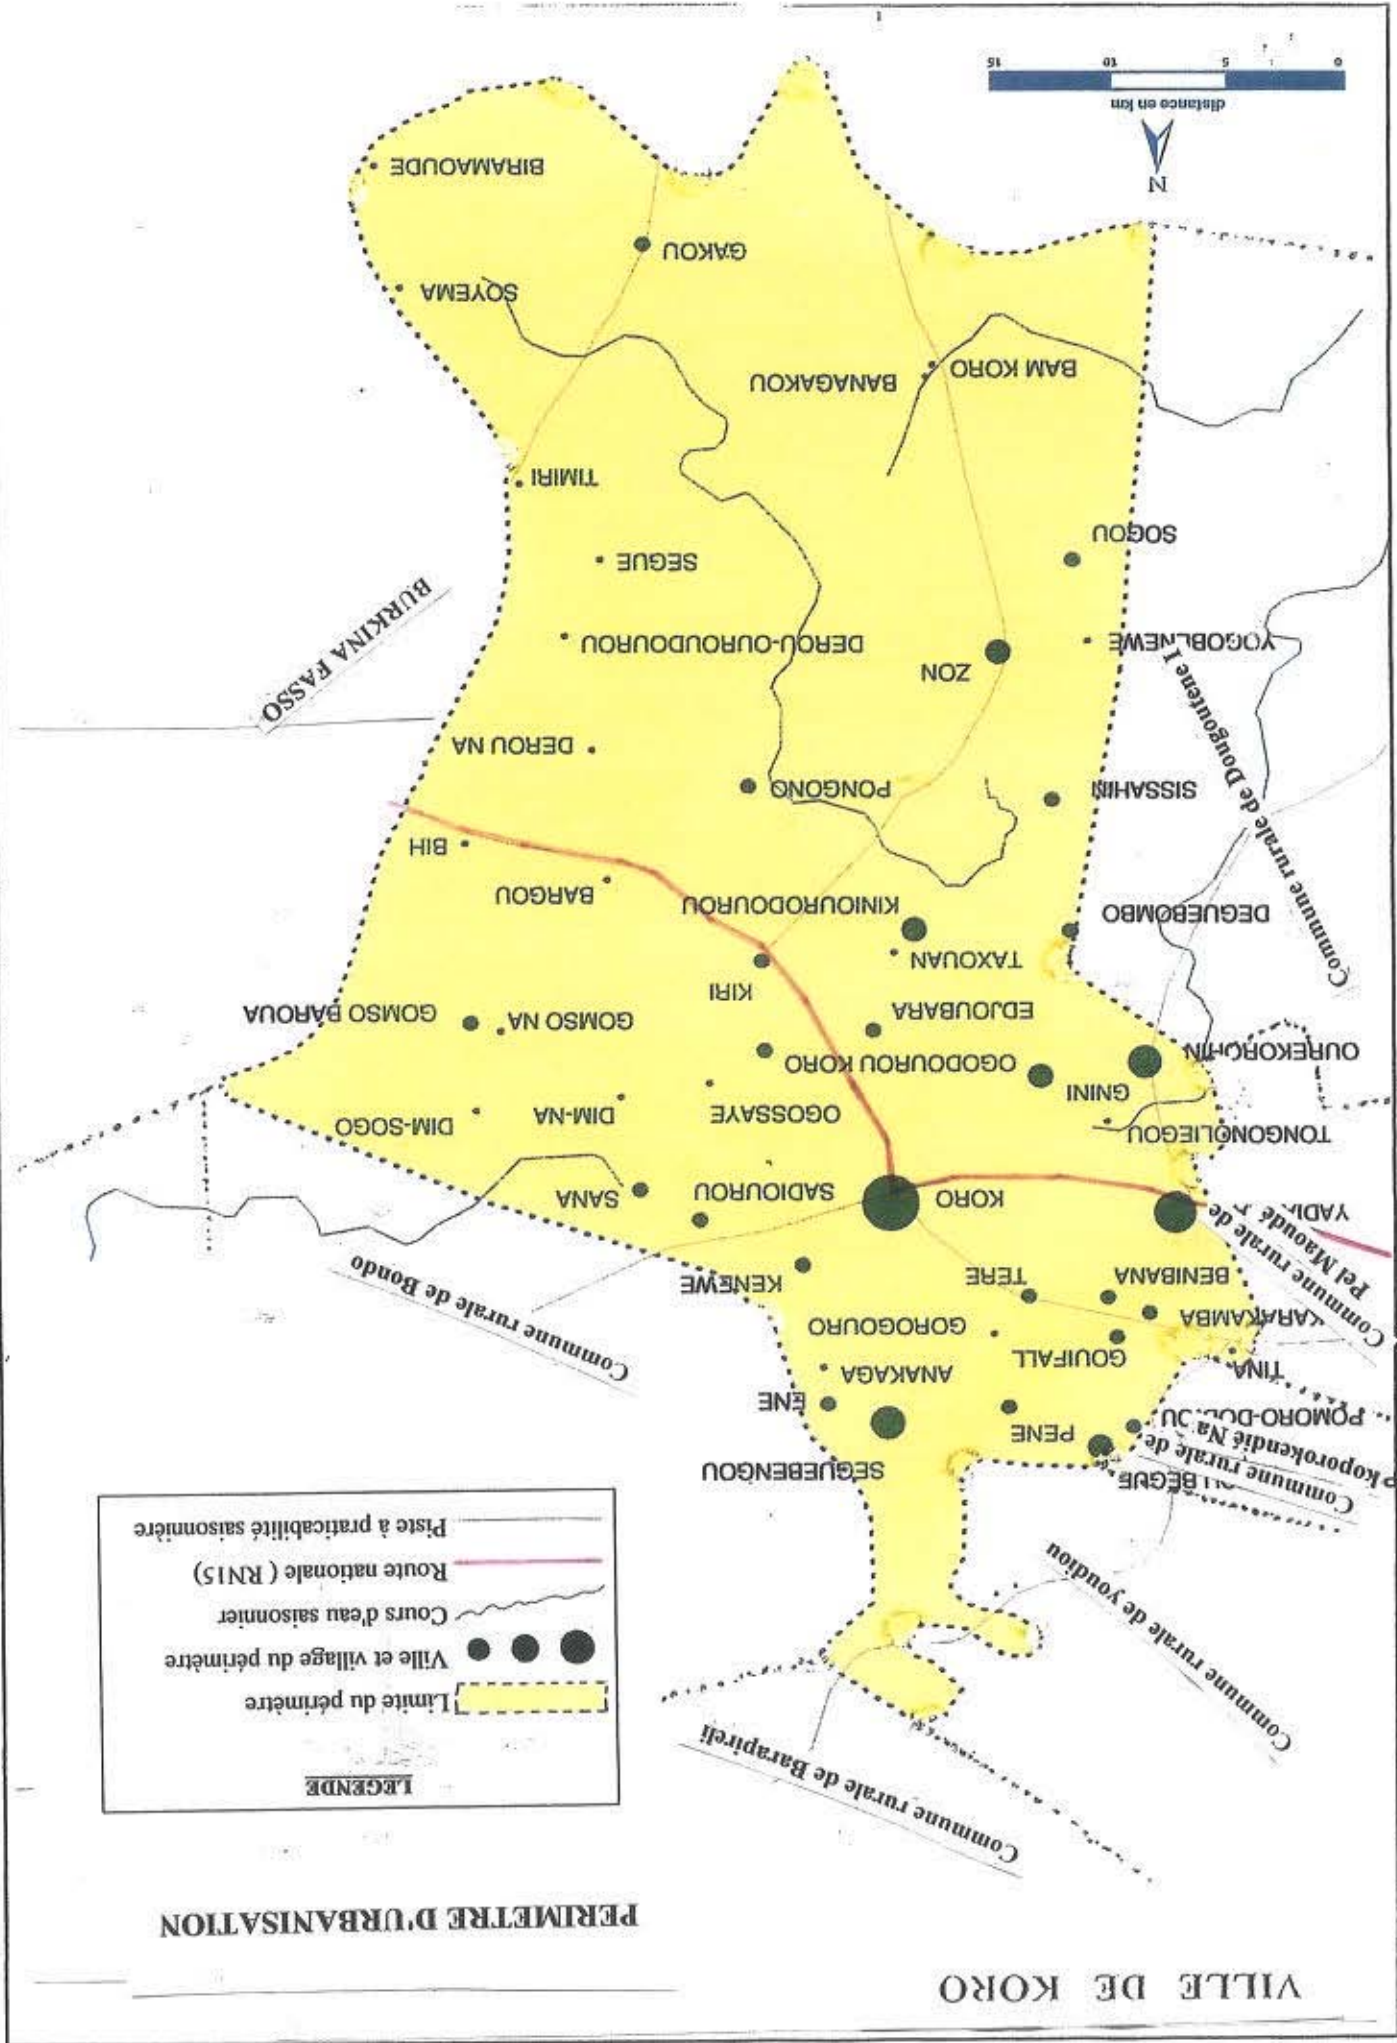 VILLE DE KORO
PERIMETRE D'URBANISATION
LEGENDE
Limite du périmètre
Ville et village du périmètre
Cours d'eau saisonnier
Route nationale ( RN15)
Piste à praticabilité saisonnière
Commune rurale de Barapireli
Commune rurale de youdiou
Commune rurale de
Pkoporokendié Na
BEGUE
POMORO-DO
PENE
SEGUEBENGOU
ENE
ANAKAGA
TINA
GOUIFALL
GOROGOURO
KARAKAMBA
BENIBANA
TERE
KENEWE
Commune rurale de
Pel Maoudé
Commune rurale de Bondo
KORO
SADIOUROU
SANA
TONGONOLIEGOU
GNINI
OGOSSAYE
DIM-NA
DIM-SOGO
OGODOUROU KORO
EDJOUBARA
GOMSO NA
GOMSO BAROUA
KIRI
TAXOUAN
DEGUEBOMBO
KINIOURODOUROU
BARGOU
BIH
Commune rurale de Dougoutene I
SISSAHIN
PONGONO
DEROU NA
BURKINA FASSO
ZON
DEROU-OUROUDOUROU
SEGUE
SOGOU
TIMIRI
BAM KORO
BANAGAKOU
SOYEMA
GAKOU
BIRAMAOUDE
N
distance en km
0 5 10 15